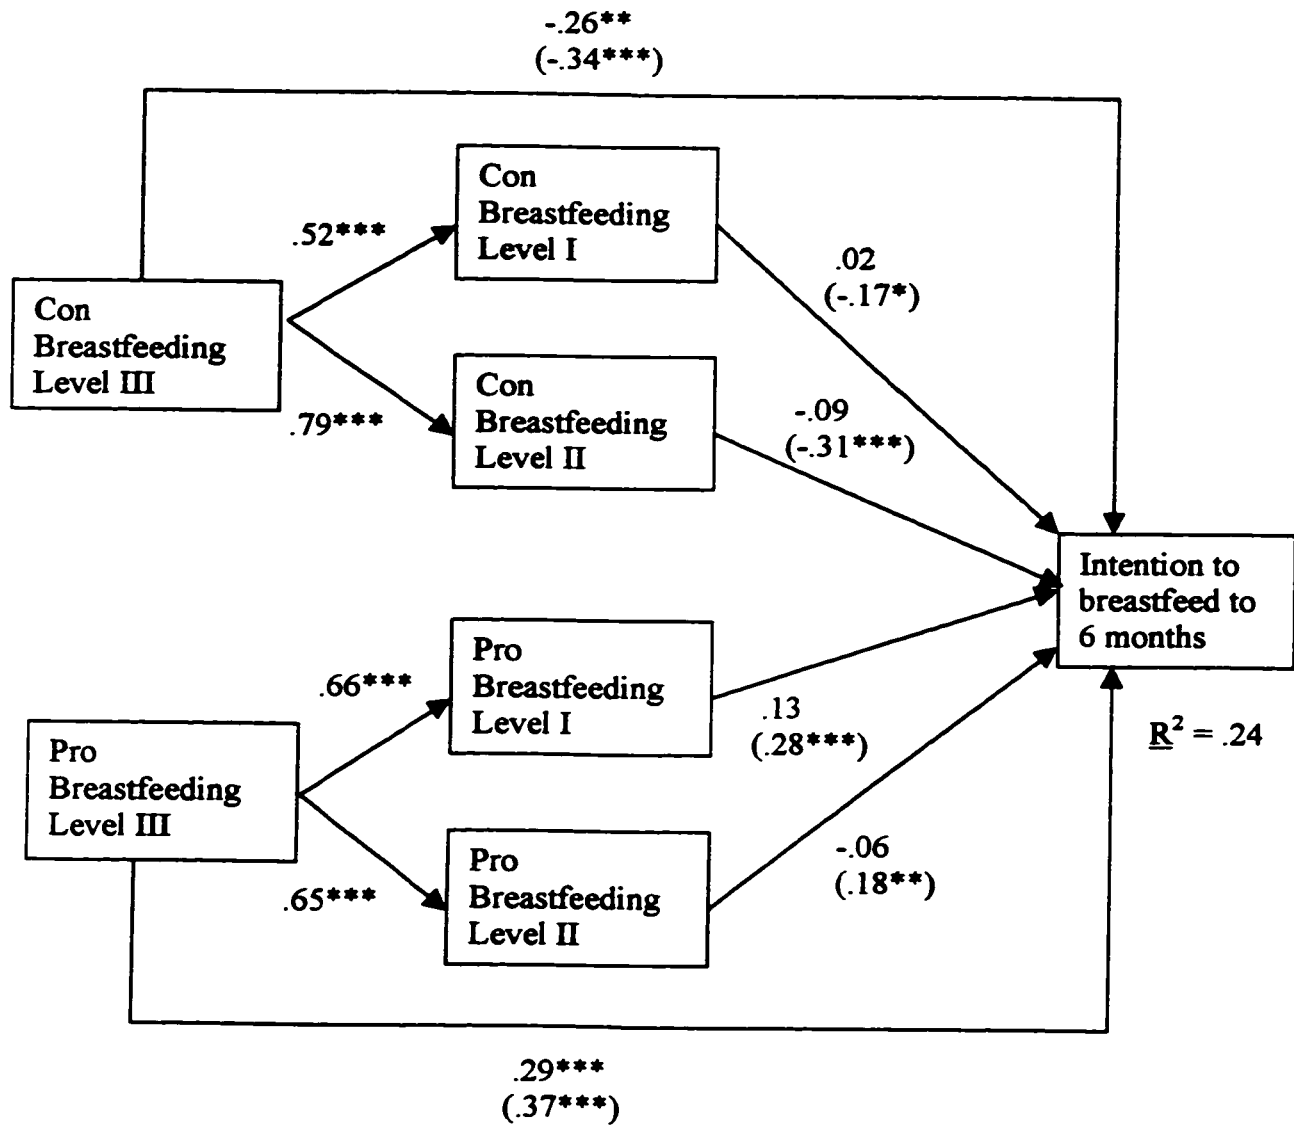 -.26**
(-.34***)
Con
Breastfeeding
Level I
.52***
.02
(-.17*)
Con
Breastfeeding
Level III
Con
Breastfeeding
Level II
.79***
-.09
(-.31***)
Intention to
breastfeed to
6 months
Pro
Breastfeeding
Level I
.66***
.13
(.28***)
R² = .24
Pro
Breastfeeding
Level III
Pro
Breastfeeding
Level II
.65***
-.06
(.18**)
.29***
(.37***)